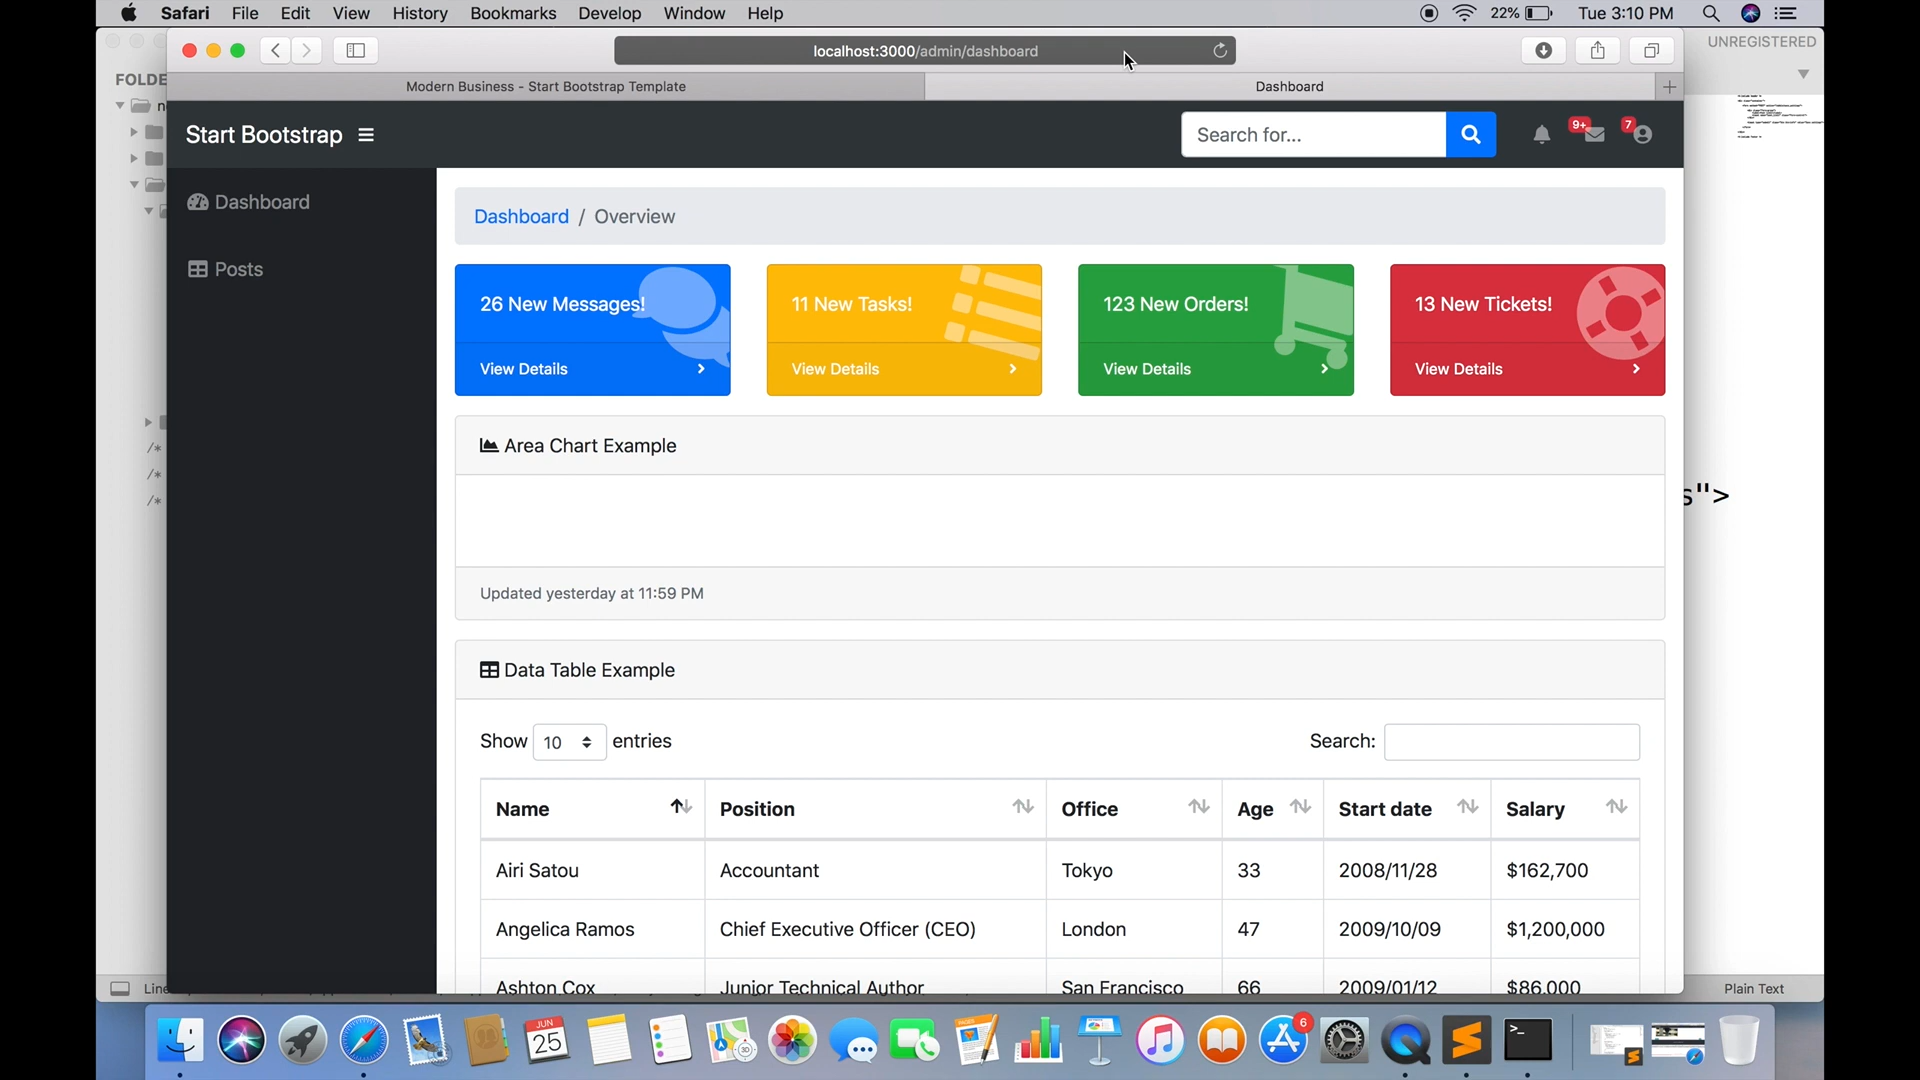 Safari File Edit View History Bookmarks Develop Window Help 22% Tue 3:10 PM
UNREGISTERED
localhost:3000/admin/dashboard
FOLDE
Modern Business - Start Bootstrap Template
Dashboard
Start Bootstrap
Search for...
9+
7
Dashboard
Posts
Dashboard / Overview
26 New Messages!
View Details
11 New Tasks!
View Details
123 New Orders!
View Details
13 New Tickets!
View Details
Area Chart Example
s">
Updated yesterday at 11:59 PM
Data Table Example
Show 10 entries
Search:
Name Position Office Age Start date Salary
Airi Satou Accountant Tokyo 33 2008/11/28 $162,700
Angelica Ramos Chief Executive Officer (CEO) London 47 2009/10/09 $1,200,000
Ashton Cox Junior Technical Author San Francisco 66 2009/01/12 $86,000
/*
/*
/*
Line
Plain Text
JUN
25
3D
PAGES
6
>_